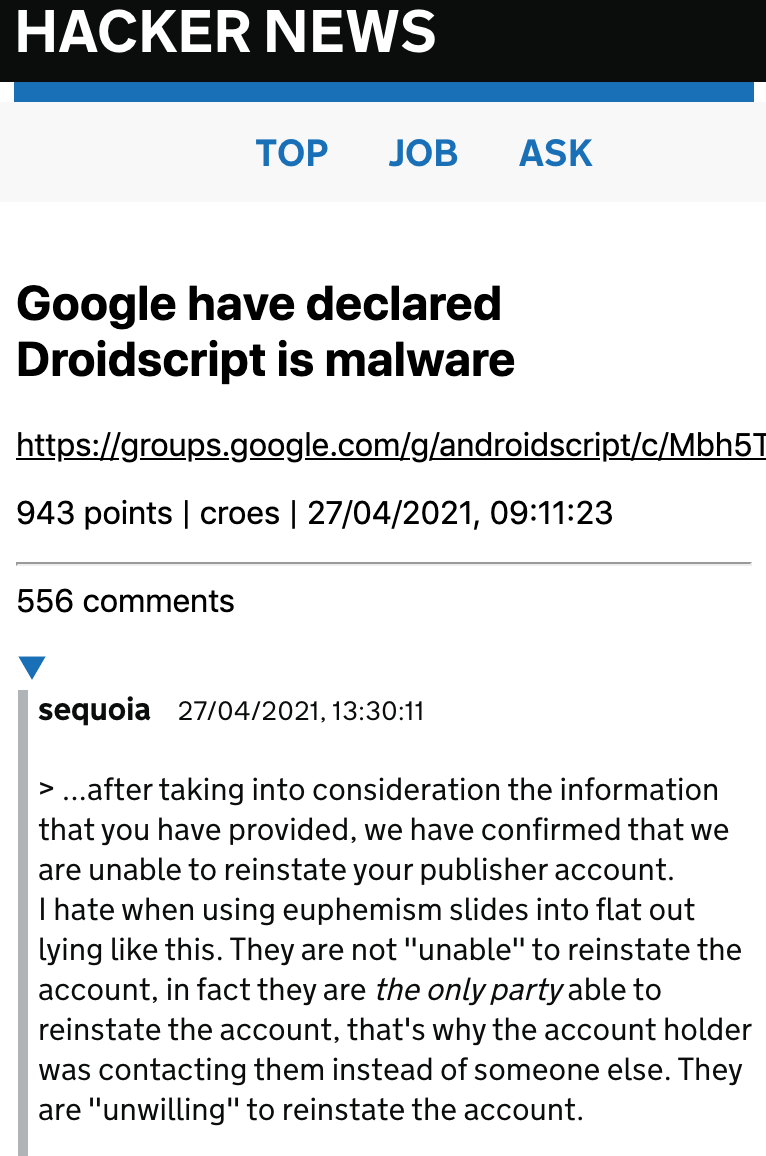 HACKER NEWS
TOP JOB ASK
Google have declared
Droidscript is malware
https://groups.google.com/g/androidscript/c/Mbh5T
943 points | croes | 27/04/2021, 09:11:23
556 comments
sequoia 27/04/2021, 13:30:11
> …after taking into consideration the information
that you have provided, we have confirmed that we
are unable to reinstate your publisher account.
I hate when using euphemism slides into flat out
lying like this. They are not "unable" to reinstate the
account, in fact they are the only party able to
reinstate the account, that's why the account holder
was contacting them instead of someone else. They
are "unwilling" to reinstate the account.